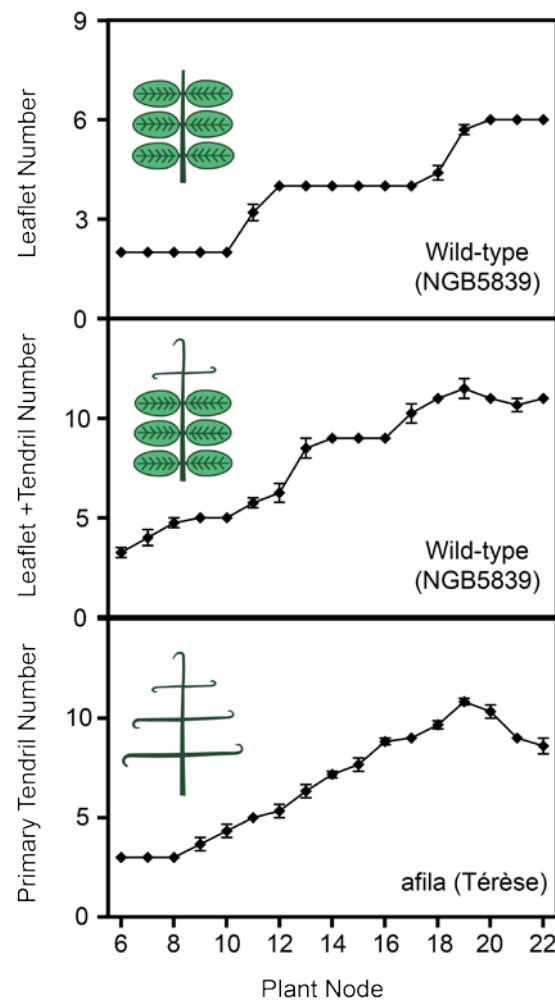 Leaflet Number
9
6
3
0
Wild-type
(NGB5839)
Leaflet +Tendril Number
10
5
0
Wild-type
(NGB5839)
Primary Tendril Number
10
5
0
afila (Térèse)
6 8 10 12 14 16 18 20 22
Plant Node